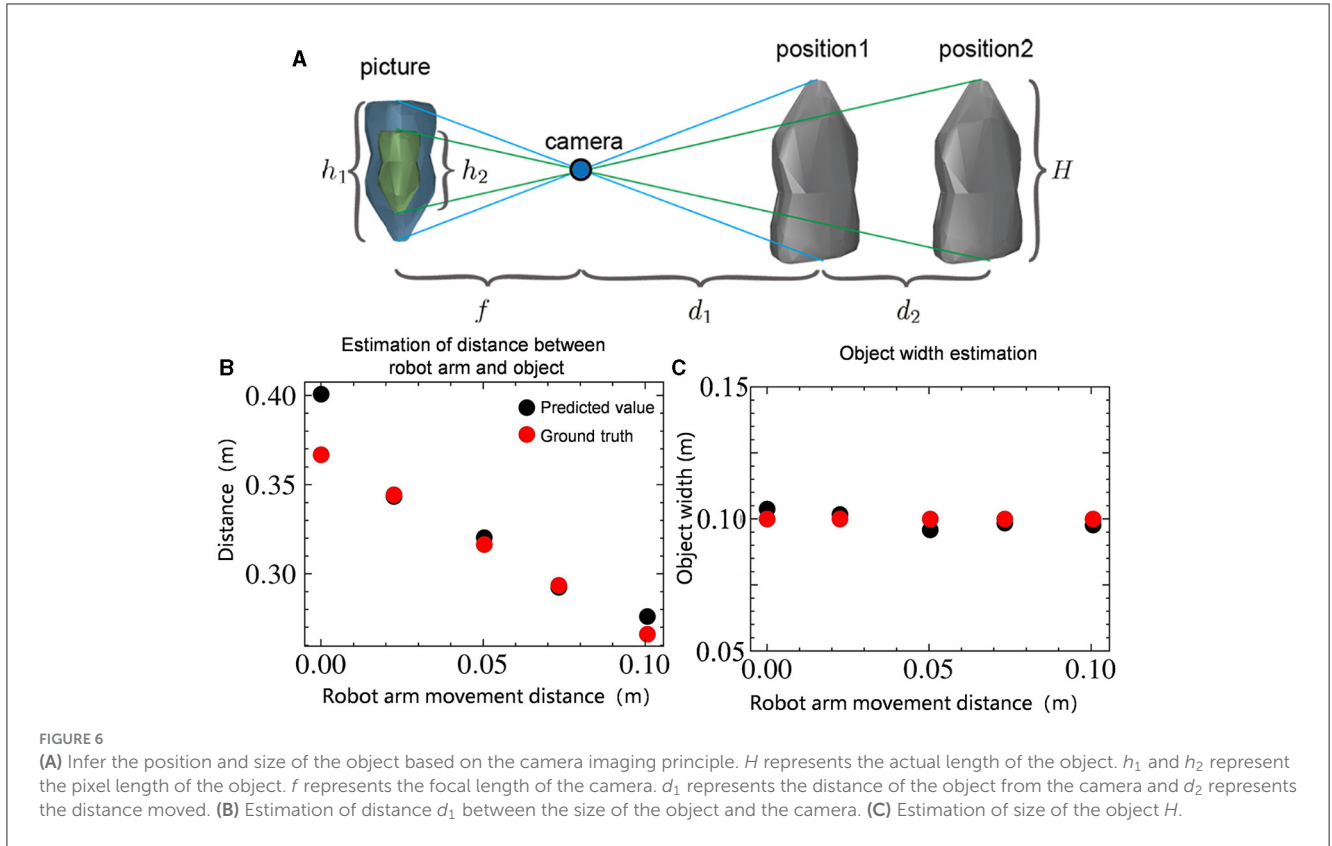 A
picture
position1
position2
camera
h₁
h₂
H
f
d₁
d₂
B
Estimation of distance between
robot arm and object
Distance (m)
0.40
0.35
0.30
Predicted value
Ground truth
0.00
0.05
0.10
Robot arm movement distance (m)
C
Object width estimation
Object width (m)
0.15
0.10
0.05
0.00
0.05
0.10
Robot arm movement distance (m)
FIGURE 6
(A) Infer the position and size of the object based on the camera imaging principle. H represents the actual length of the object. h₁ and h₂ represent
the pixel length of the object. f represents the focal length of the camera. d₁ represents the distance of the object from the camera and d₂ represents
the distance moved. (B) Estimation of distance d₁ between the size of the object and the camera. (C) Estimation of size of the object H.